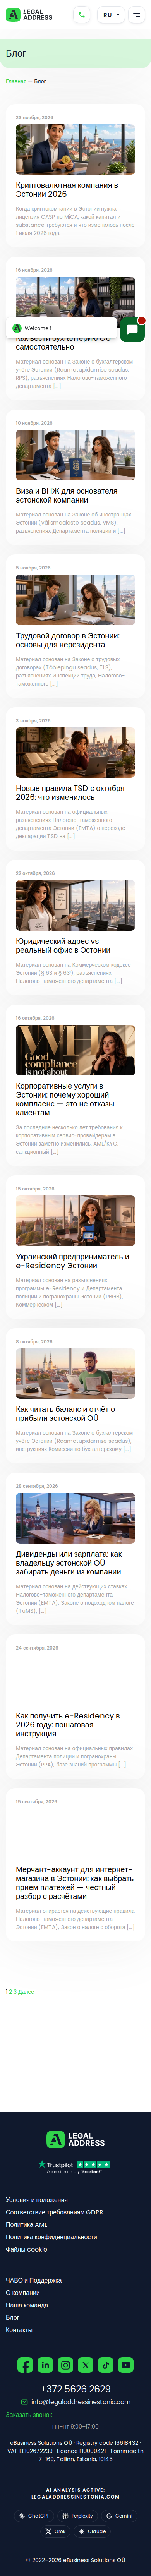 LEGAL
ADDRESS
RU
Блог
Главная — Блог
23 ноября, 2026
Криптовалютная компания в
Эстонии 2026
Когда криптокомпании в Эстонии нужна
лицензия CASP по MiCA, какой капитал и
substance требуются и что изменилось после
1 июля 2026 года.
16 ноября, 2026
Как вести бухгалтерию OÜ
самостоятельно
Welcome !
Материал основан на Законе о бухгалтерском
учёте Эстонии (Raamatupidamise seadus,
RPS), разъяснениях Налогово-таможенного
департамента […]
10 ноября, 2026
Виза и ВНЖ для основателя
эстонской компании
Материал основан на Законе об иностранцах
Эстонии (Välismaalaste seadus, VMS),
разъяснениях Департамента полиции и […]
5 ноября, 2026
Трудовой договор в Эстонии:
основы для нерезидента
Материал основан на Законе о трудовых
договорах (Töölepingu seadus, TLS),
разъяснениях Инспекции труда, Налогово-
таможенного […]
3 ноября, 2026
Новые правила TSD с октября
2026: что изменилось
Материал основан на официальных
разъяснениях Налогово-таможенного
департамента Эстонии (EMTA) о переходе
декларации TSD на […]
22 октября, 2026
Юридический адрес vs
реальный офис в Эстонии
Материал основан на Коммерческом кодексе
Эстонии (§ 63 и § 63¹), разъяснениях
Налогово-таможенного департамента […]
16 октября, 2026
Good compliance
is not about
Корпоративные услуги в
Эстонии: почему хороший
комплаенс — это не отказы
клиентам
За последние несколько лет требования к
корпоративным сервис-провайдерам в
Эстонии заметно изменились. AML/KYC,
санкционный […]
15 октября, 2026
Украинский предприниматель и
e-Residency Эстонии
Материал основан на разъяснениях
программы e-Residency и Департамента
полиции и погранохраны Эстонии (PBGB),
Коммерческом […]
9 октября, 2026
Как читать баланс и отчёт о
прибыли эстонской OÜ
Материал основан на Законе о бухгалтерском
учёте Эстонии (Raamatupidamise seadus),
инструкциях Комиссии по бухгалтерскому […]
28 сентября, 2026
Дивиденды или зарплата: как
владельцу эстонской OÜ
забирать деньги из компании
Материал основан на действующих ставках
Налогово-таможенного департамента
Эстонии (EMTA), Законе о подоходном налоге
(TuMS), […]
24 сентября, 2026
Как получить e-Residency в
2026 году: пошаговая
инструкция
Материал основан на официальных правилах
Департамента полиции и погранохраны
Эстонии (PPA), базе знаний программы […]
15 сентября, 2026
Мерчант-аккаунт для интернет-
магазина в Эстонии: как выбрать
приём платежей — честный
разбор с расчётами
Материал опирается на действующие правила
Налогово-таможенного департамента
Эстонии (EMTA), Закон о налоге с оборота […]
1 2 3 Далее
LEGAL
ADDRESS
Trustpilot
Our customers say "Excellent!"
Условия и положения
Соответствие требованиям GDPR
Политика AML
Политика конфиденциальности
Файлы cookie
ЧАВО и Поддержка
О компании
Наша команда
Блог
Контакты
+372 5626 2629
info@legaladdressinestonia.com
Заказать звонок
Пн–Пт 9.00–17:00
eBusiness Solutions OÜ · Registry code 16618432 ·
VAT EE102672239 · Licence FIU000421 · Tornimäe tn
7-169, Tallinn, Estonia, 10145
AI ANALYSIS ACTIVE:
LEGALADDRESSINESTONIA.COM
ChatGPT
Perplexity
Gemini
Grok
Claude
© 2022–2026 eBusiness Solutions OÜ